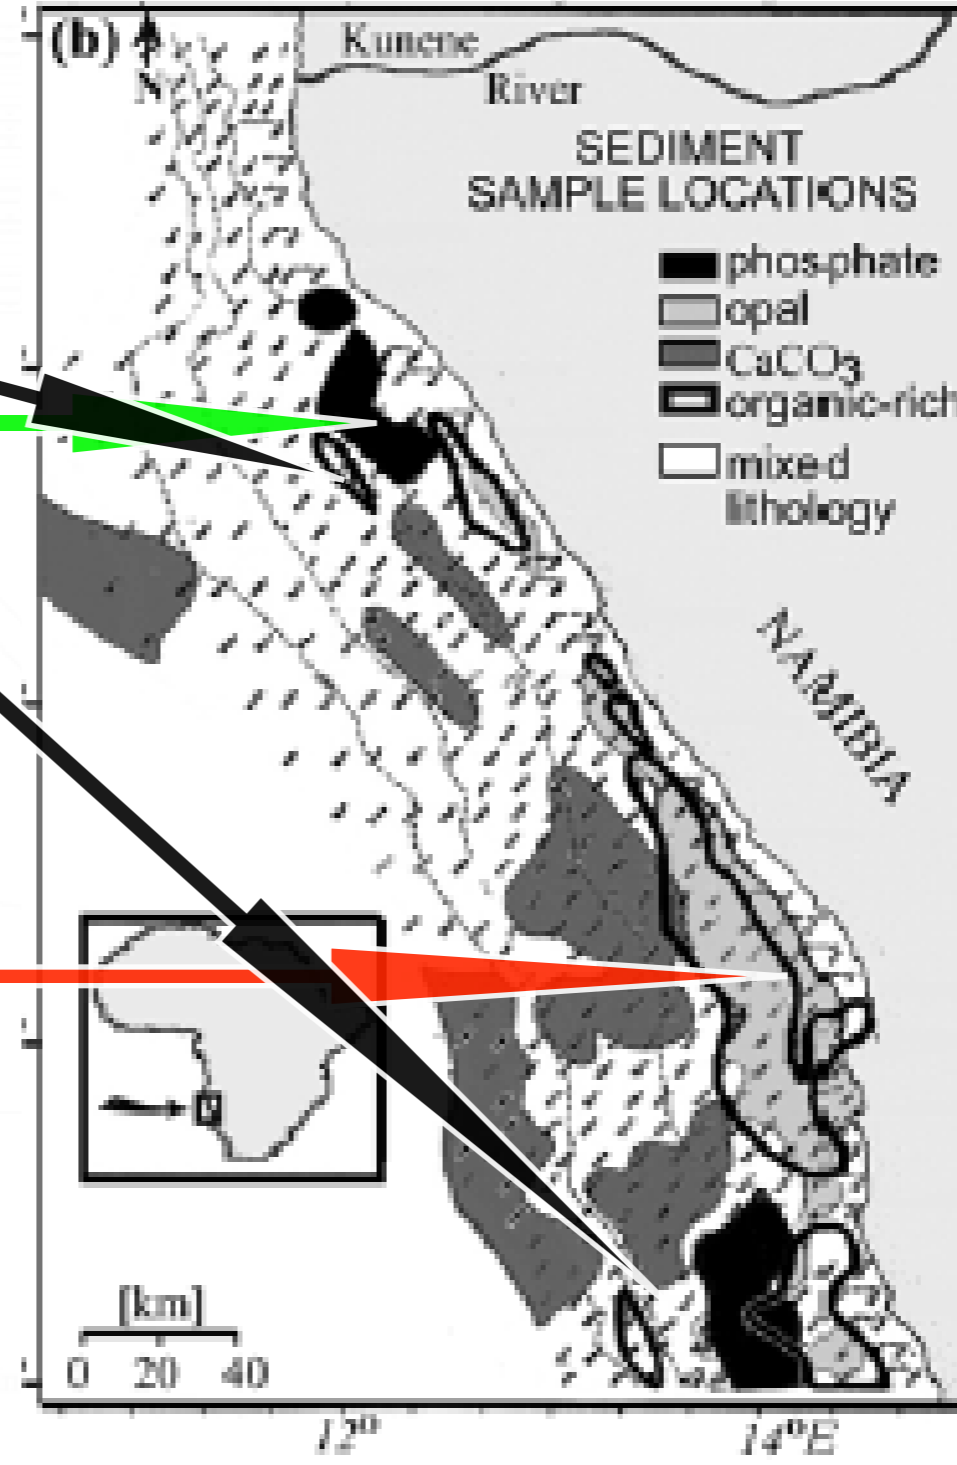 (b)
N
Kunene
River
SEDIMENT
SAMPLE LOCATIONS
phosphate
opal
CaCO₃
organic-rich
mixed
lithology
NAMIBIA
[km]
0 20 40
12° 14°E